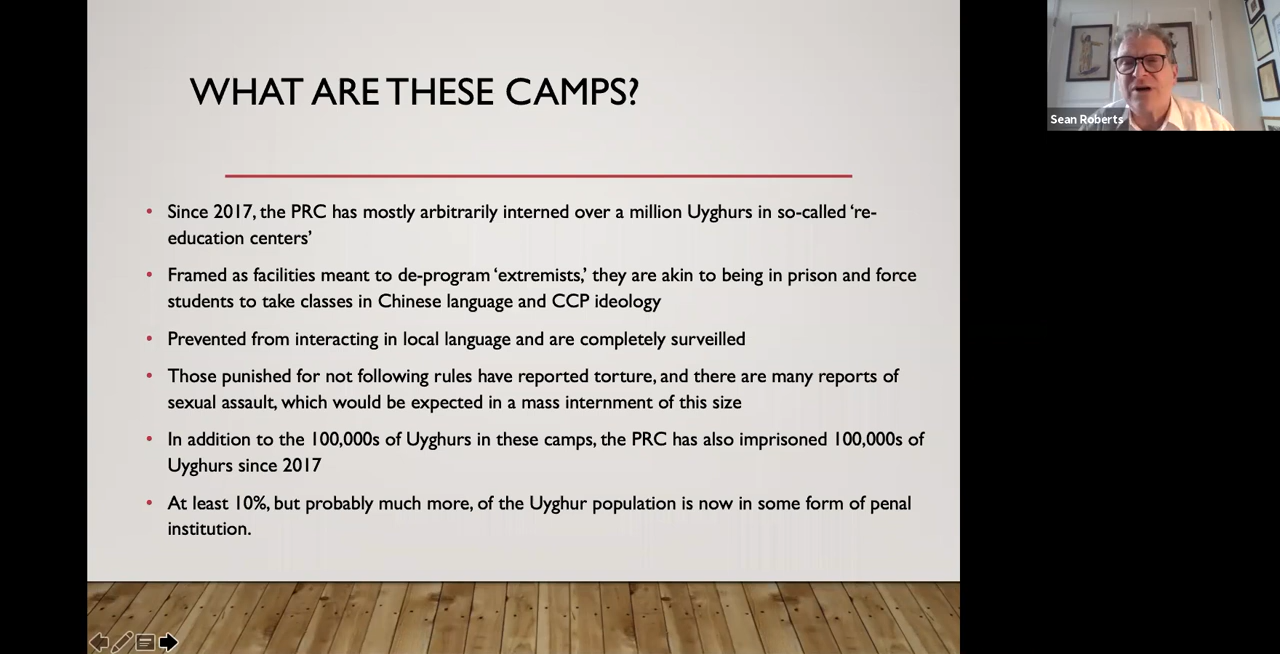 WHAT ARE THESE CAMPS?
• Since 2017, the PRC has mostly arbitrarily interned over a million Uyghurs in so-called ‘re-
education centers’
• Framed as facilities meant to de-program ‘extremists,’ they are akin to being in prison and force
students to take classes in Chinese language and CCP ideology
• Prevented from interacting in local language and are completely surveilled
• Those punished for not following rules have reported torture, and there are many reports of
sexual assault, which would be expected in a mass internment of this size
• In addition to the 100,000s of Uyghurs in these camps, the PRC has also imprisoned 100,000s of
Uyghurs since 2017
• At least 10%, but probably much more, of the Uyghur population is now in some form of penal
institution.
Sean Roberts